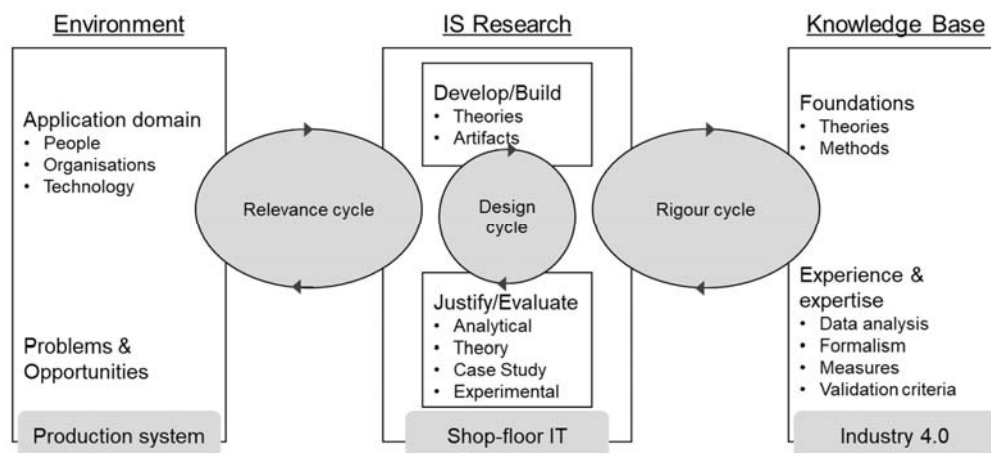 Environment
IS Research
Knowledge Base
Application domain
• People
• Organisations
• Technology
Problems &
Opportunities
Production system
Relevance cycle
Develop/Build
• Theories
• Artifacts
Design
cycle
Justify/Evaluate
• Analytical
• Theory
• Case Study
• Experimental
Shop-floor IT
Rigour cycle
Foundations
• Theories
• Methods
Experience &
expertise
• Data analysis
• Formalism
• Measures
• Validation criteria
Industry 4.0